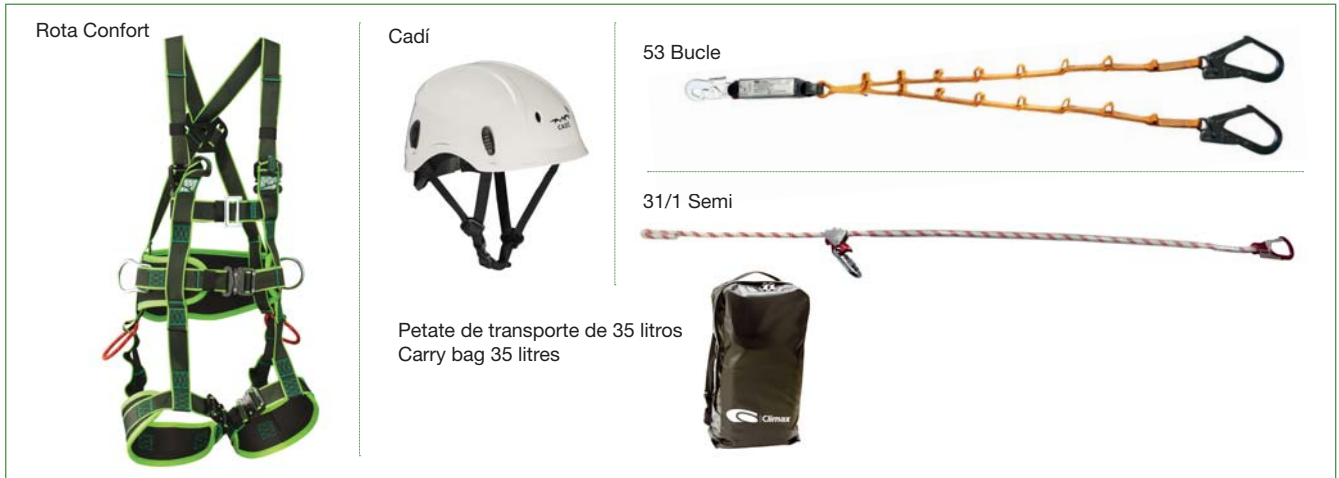 Rota Confort
Cadí
53 Bucle
31/1 Semi
Petate de transporte de 35 litros
Carry bag 35 litres
CADÍ
Climax